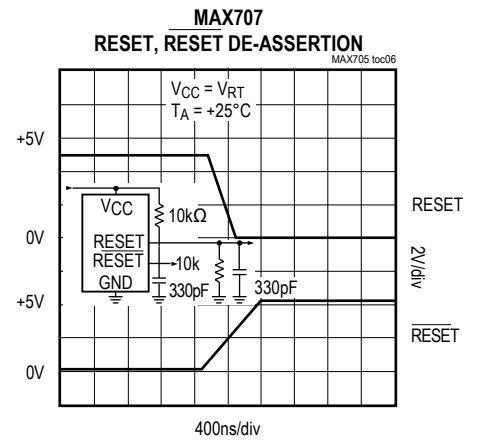 MAX707
RESET, RESET DE-ASSERTION
MAX705 toc06
VCC = VRT
TA = +25°C
+5V
0V
+5V
0V
VCC
RESET
RESET
GND
10kΩ
10k
330pF
330pF
RESET
2V/div
RESET
400ns/div